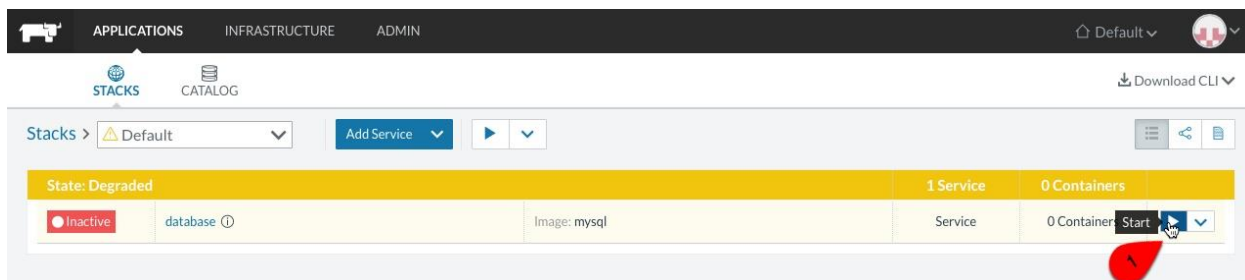 APPLICATIONS INFRASTRUCTURE ADMIN Default
STACKS CATALOG Download CLI
Stacks > Default Add Service
State: Degraded 1 Service 0 Containers
Inactive database Image: mysql Service 0 Containers Start